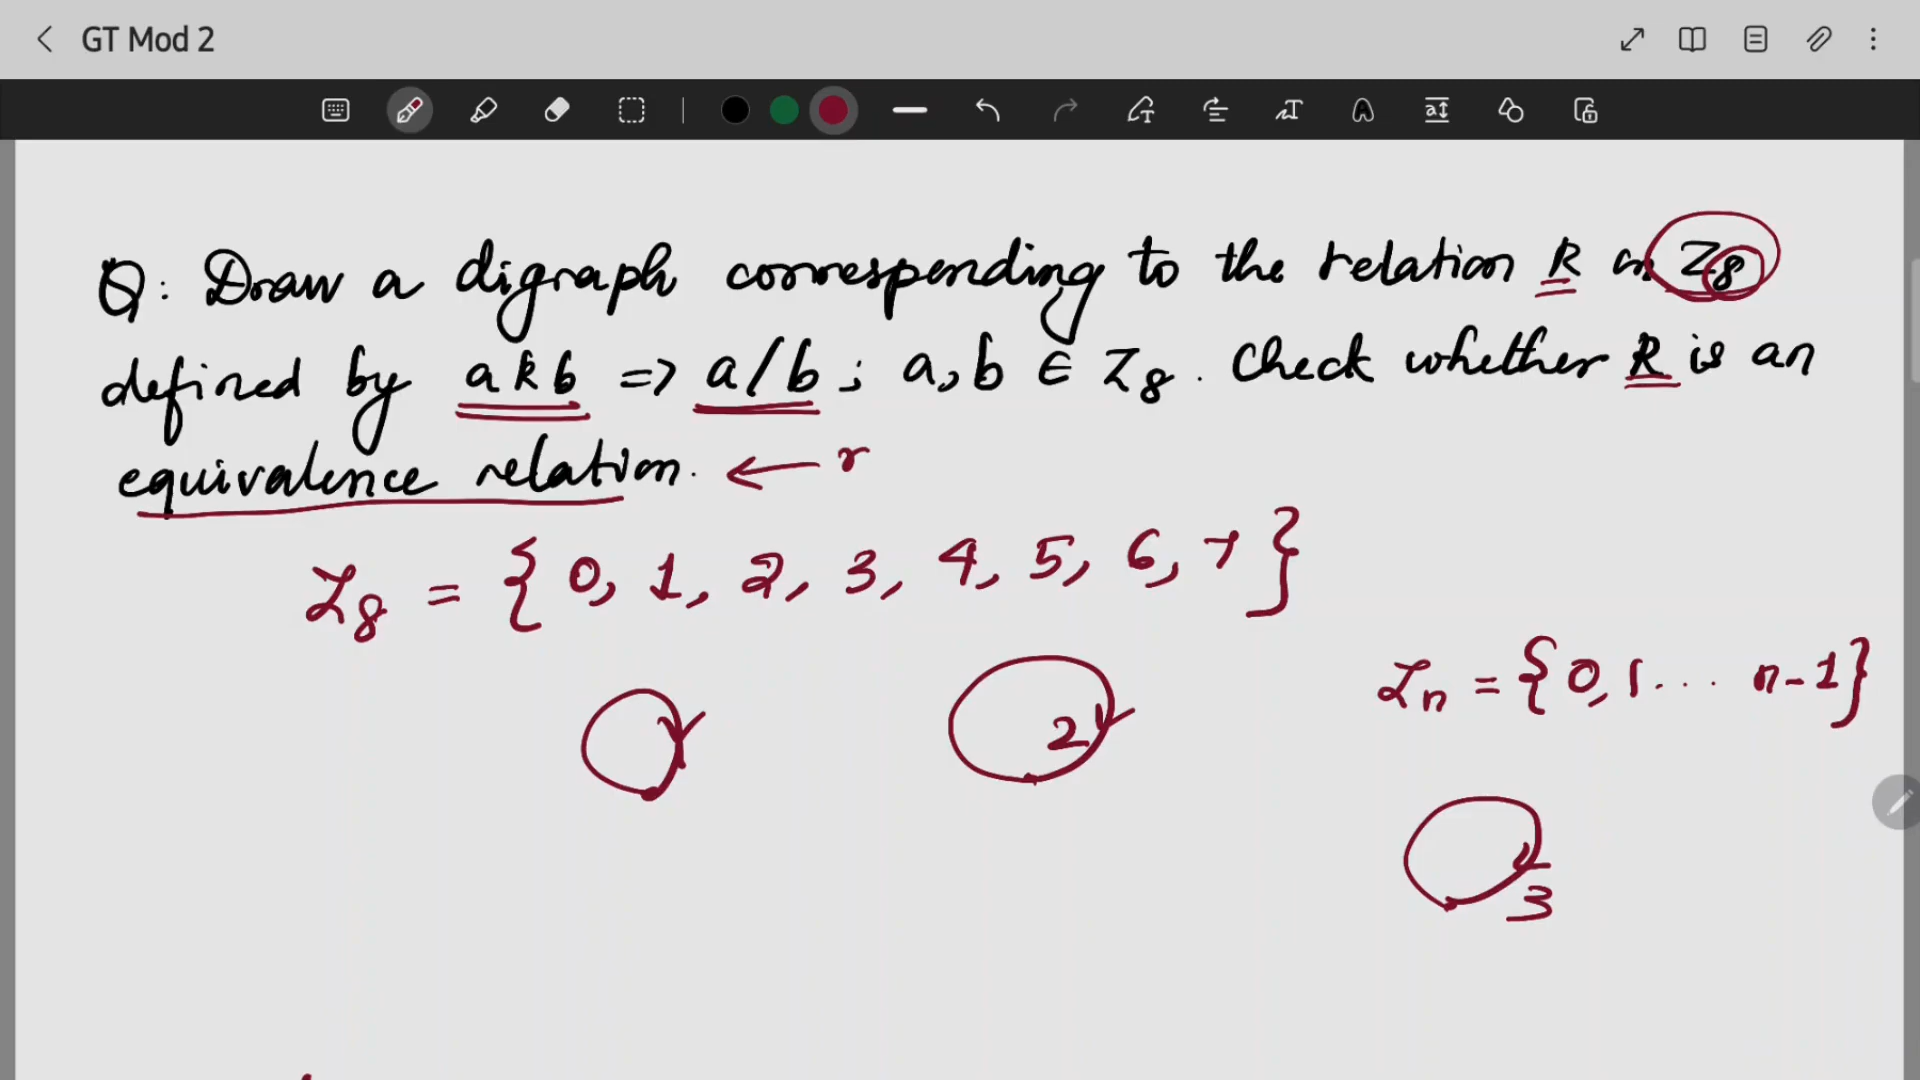 GT Mod 2
Q: Draw a digraph corresponding to the relation R on Z8
defined by aRb => a/b ; a, b ∈ Z8. Check whether R is an
equivalence relation. ← r
Z8 = { 0, 1, 2, 3, 4, 5, 6, 7 }
Zn = { 0, 1 ... n-1 }
1
2
3